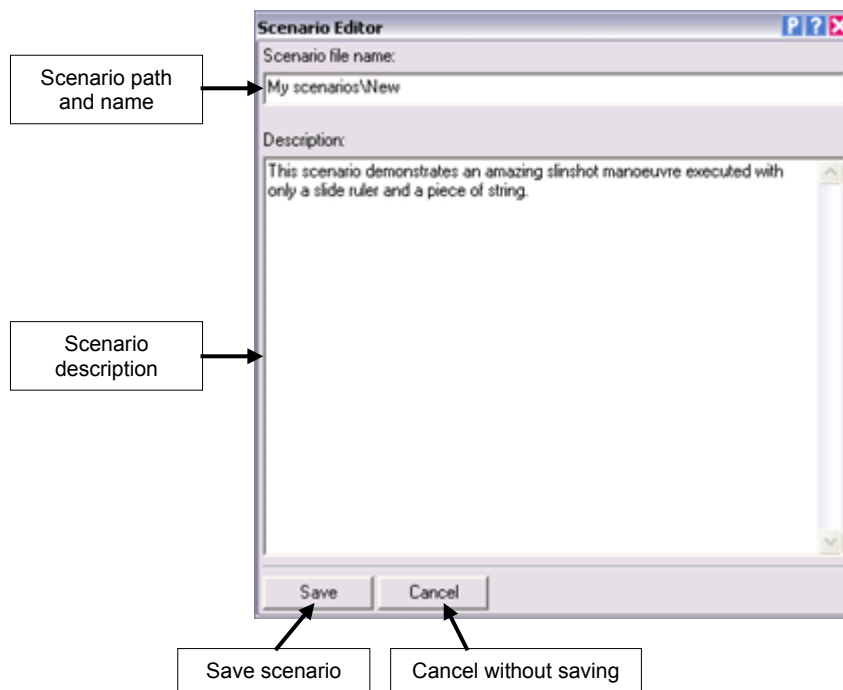 Scenario Editor
P ? X
Scenario file name:
Scenario path
and name
My scenarios\New
Description:
This scenario demonstrates an amazing slinshot manoeuvre executed with
only a slide ruler and a piece of string.
Scenario
description
Save Cancel
Save scenario Cancel without saving